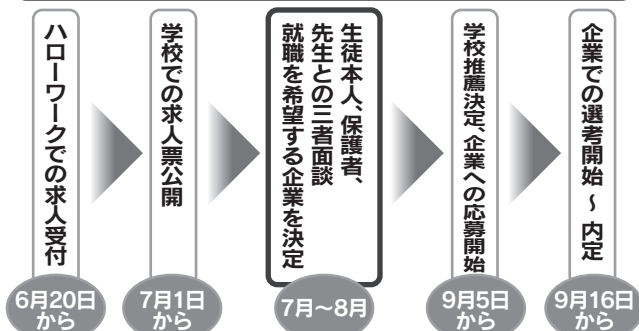 ハローワークでの求人受付
6月20日
から
学校での求人票公開
7月1日
から
生徒本人、保護者、
先生との三者面談
就職を希望する企業を決定
7月～8月
学校推薦決定、企業への応募開始
9月5日
から
企業での選考開始 ～ 内定
9月16日
から